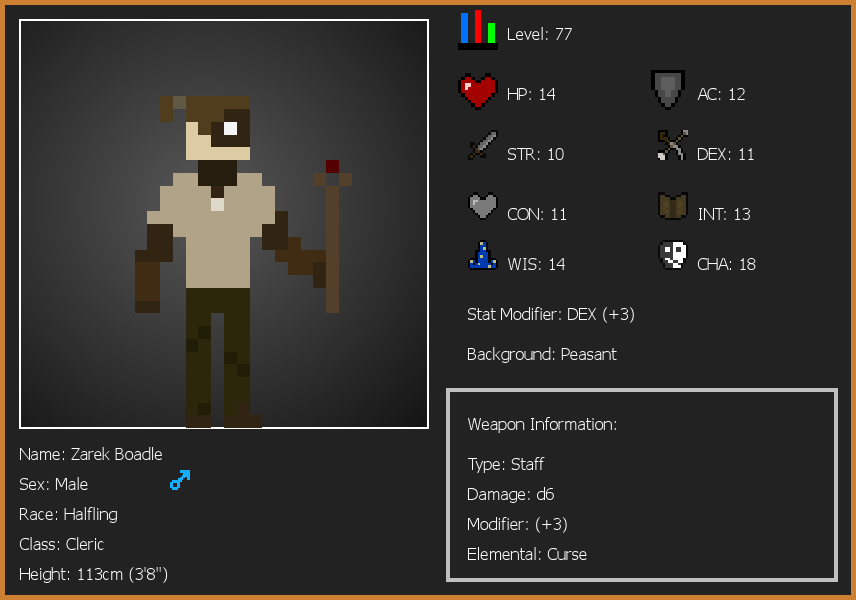 Level: 77
HP: 14
AC: 12
STR: 10
DEX: 11
CON: 11
INT: 13
WIS: 14
CHA: 18
Stat Modifier: DEX (+3)
Background: Peasant
Weapon Information:
Type: Staff
Damage: d6
Modifier: (+3)
Elemental: Curse
Name: Zarek Boadle
Sex: Male
Race: Halfling
Class: Cleric
Height: 113cm (3'8")